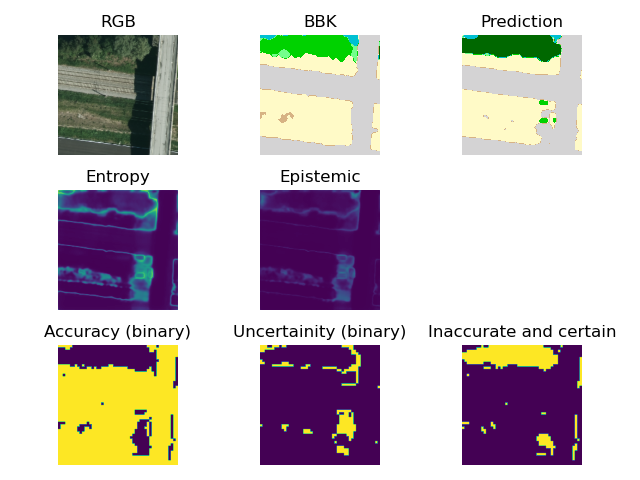 RGB
BBK
Prediction
Entropy
Epistemic
Accuracy (binary)
Uncertainity (binary)
Inaccurate and certain